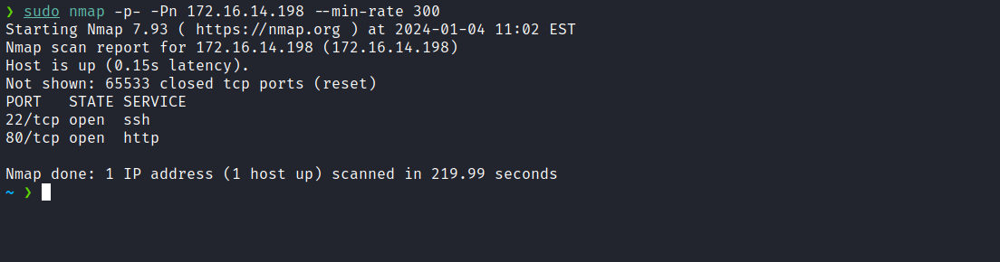 ❯ sudo nmap -p- -Pn 172.16.14.198 --min-rate 300
Starting Nmap 7.93 ( https://nmap.org ) at 2024-01-04 11:02 EST
Nmap scan report for 172.16.14.198 (172.16.14.198)
Host is up (0.15s latency).
Not shown: 65533 closed tcp ports (reset)
PORT   STATE SERVICE
22/tcp open  ssh
80/tcp open  http

Nmap done: 1 IP address (1 host up) scanned in 219.99 seconds
~ ❯